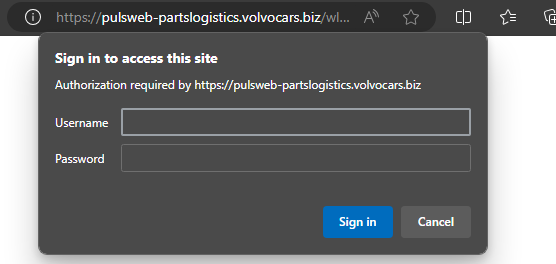 https://pulsweb-partslogistics.volvocars.biz/wl...
Sign in to access this site
Authorization required by https://pulsweb-partslogistics.volvocars.biz
Username
Password
Sign in
Cancel